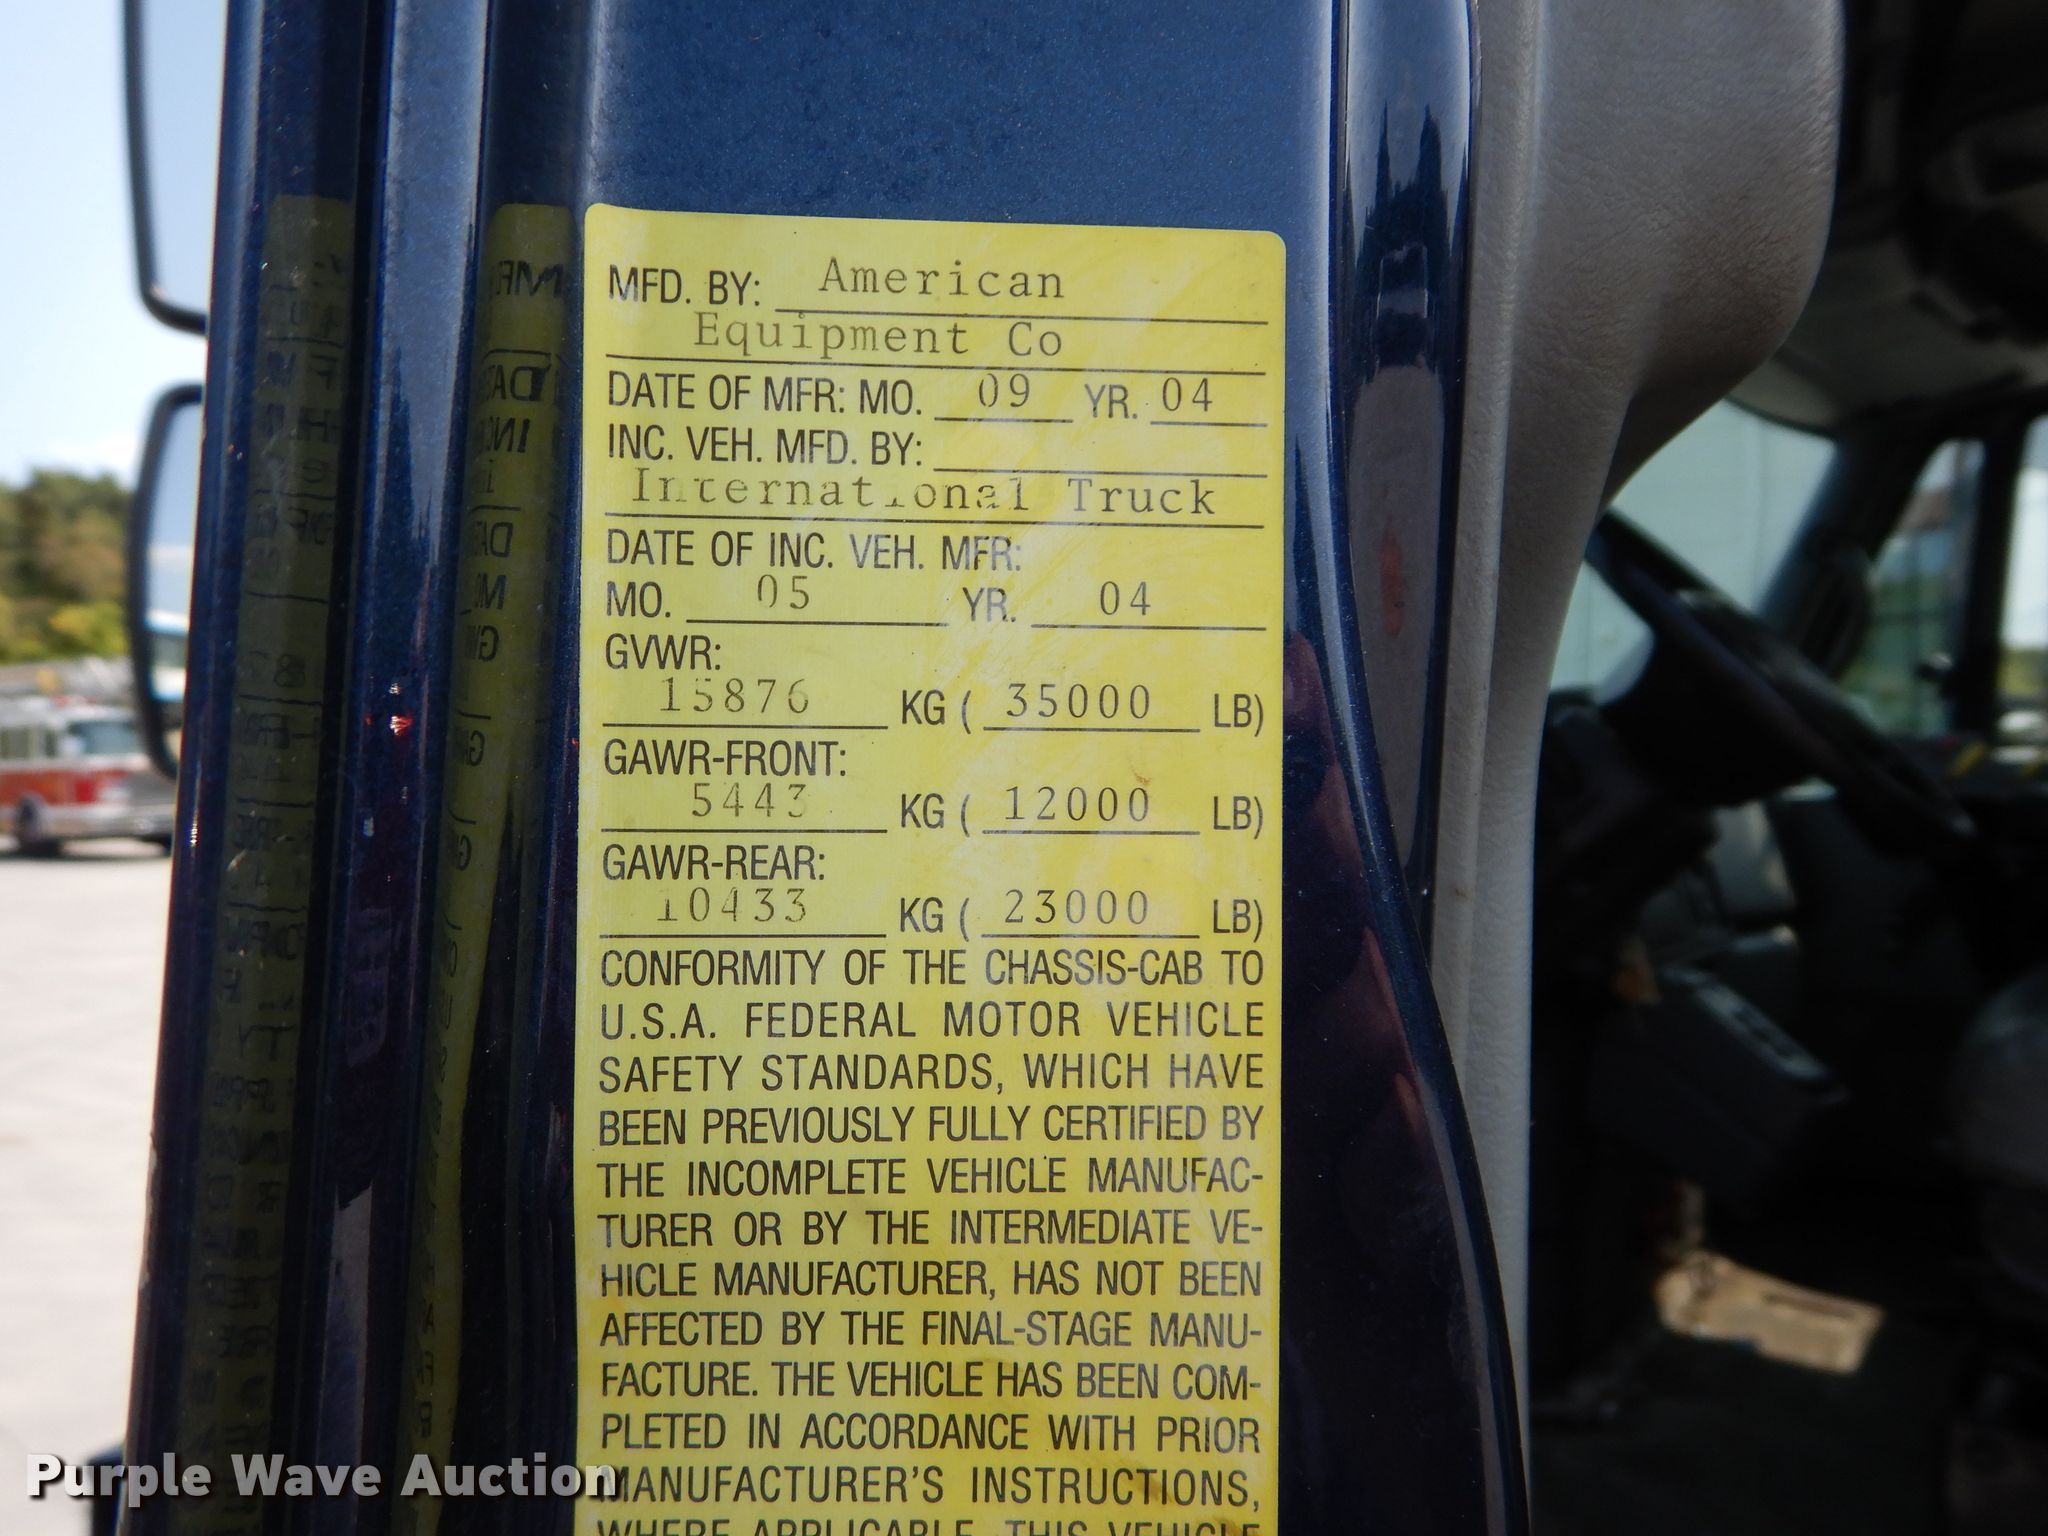 MFD. BY: American
Equipment Co
DATE OF MFR: MO. 09 YR. 04
INC. VEH. MFD. BY:
International Truck
DATE OF INC. VEH. MFR:
MO. 05 YR. 04
GVWR:
15876 KG ( 35000 LB)
GAWR-FRONT:
5443 KG ( 12000 LB)
GAWR-REAR:
10433 KG ( 23000 LB)
CONFORMITY OF THE CHASSIS-CAB TO
U.S.A. FEDERAL MOTOR VEHICLE
SAFETY STANDARDS, WHICH HAVE
BEEN PREVIOUSLY FULLY CERTIFIED BY
THE INCOMPLETE VEHICLE MANUFAC-
TURER OR BY THE INTERMEDIATE VE-
HICLE MANUFACTURER, HAS NOT BEEN
AFFECTED BY THE FINAL-STAGE MANU-
FACTURE. THE VEHICLE HAS BEEN COM-
PLETED IN ACCORDANCE WITH PRIOR
MANUFACTURER'S INSTRUCTIONS,
WHERE APPLICABLE, THIS VEHICLE
Purple Wave Auction